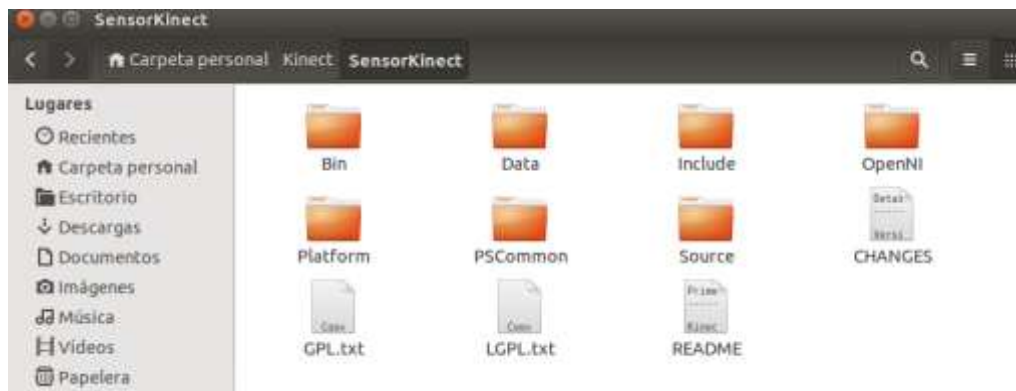 SensorKinect
Carpeta personal Kinect SensorKinect
Lugares
Recientes
Carpeta personal
Escritorio
Descargas
Documentos
Imágenes
Música
Vídeos
Papelera
Bin Data Include OpenNI
Platform PSCommon Source CHANGES
GPL.txt LGPL.txt README